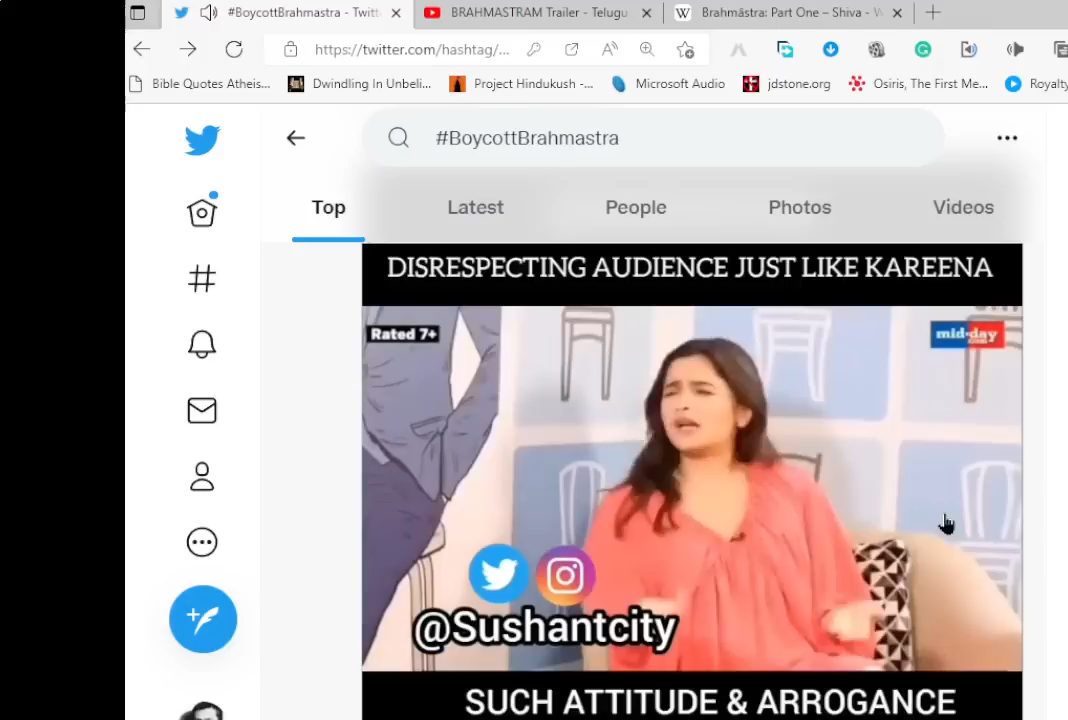 #BoycottBrahmastra - Twitt
BRAHMASTRAM Trailer - Telugu
W Brahmāstra: Part One – Shiva - W
https://twitter.com/hashtag/...
Bible Quotes Atheis...
Dwindling In Unbeli...
Project Hindukush -...
Microsoft Audio
jdstone.org
Osiris, The First Me...
Royalty
#BoycottBrahmastra
Top
Latest
People
Photos
Videos
DISRESPECTING AUDIENCE JUST LIKE KAREENA
Rated 7+
mid-day
.com
@Sushantcity
SUCH ATTITUDE & ARROGANCE